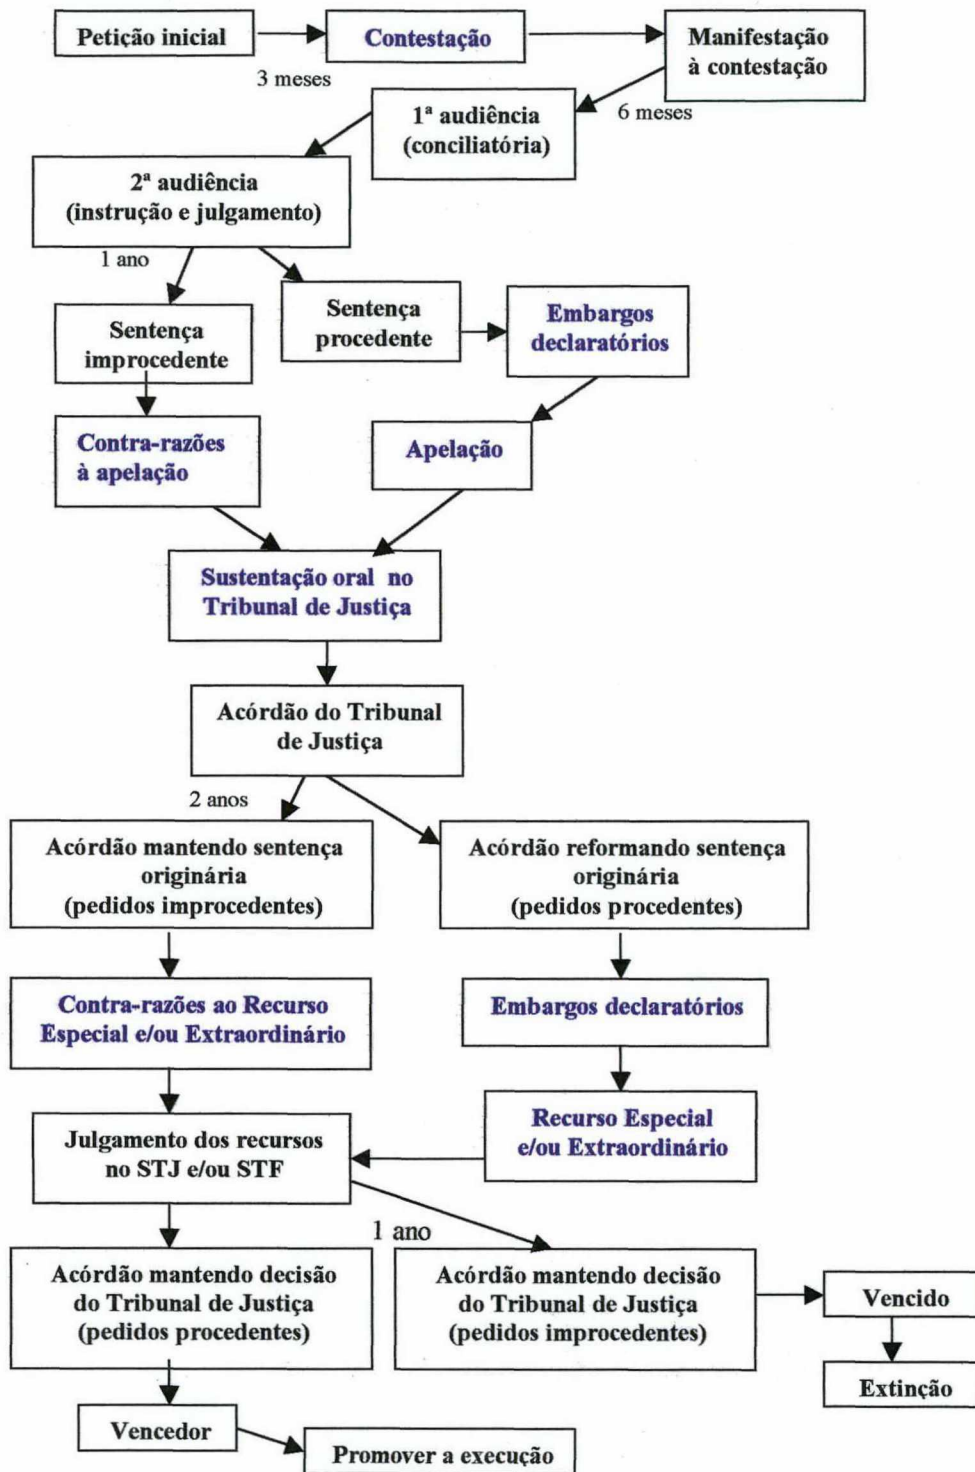 Petição inicial
Contestação
Manifestação
à contestação
3 meses
6 meses
1ª audiência
(conciliatória)
2ª audiência
(instrução e julgamento)
1 ano
Sentença
improcedente
Sentença
procedente
Embargos
declaratórios
Contra-razões
à apelação
Apelação
Sustentação oral no
Tribunal de Justiça
Acórdão do Tribunal
de Justiça
2 anos
Acórdão mantendo sentença
originária
(pedidos improcedentes)
Acórdão reformando sentença
originária
(pedidos procedentes)
Contra-razões ao Recurso
Especial e/ou Extraordinário
Embargos declaratórios
Recurso Especial
e/ou Extraordinário
Julgamento dos recursos
no STJ e/ou STF
1 ano
Acórdão mantendo decisão
do Tribunal de Justiça
(pedidos procedentes)
Acórdão mantendo decisão
do Tribunal de Justiça
(pedidos improcedentes)
Vencido
Extinção
Vencedor
Promover a execução